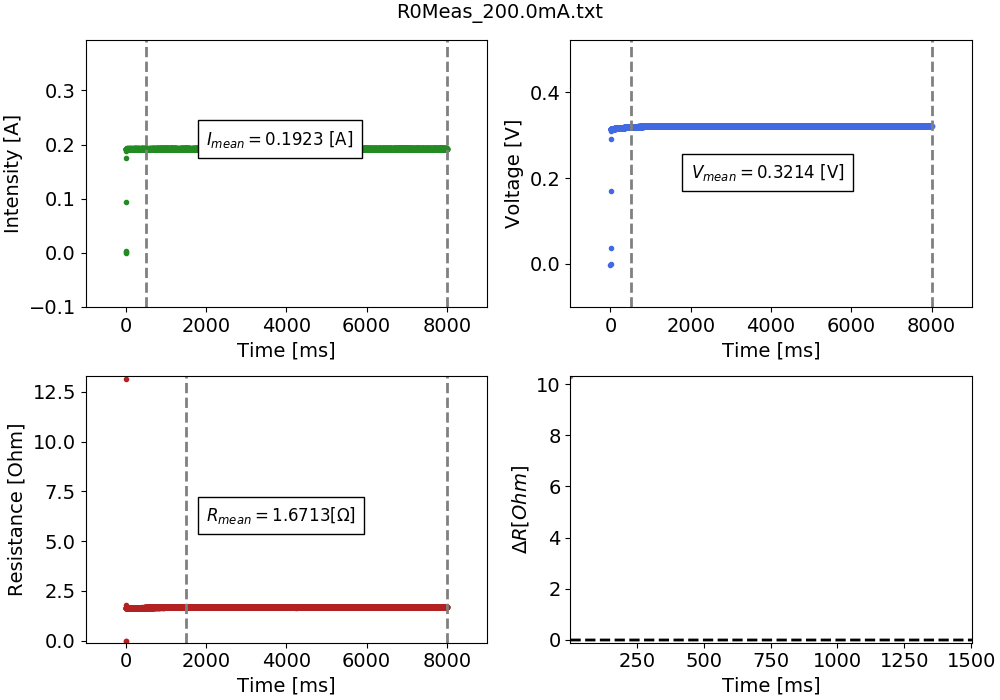 R0Meas_200.0mA.txt
Intensity [A]
0.3
0.2
0.1
0.0
−0.1
I_mean = 0.1923 [A]
0 2000 4000 6000 8000
Time [ms]
Voltage [V]
0.4
0.2
0.0
V_mean = 0.3214 [V]
0 2000 4000 6000 8000
Time [ms]
Resistance [Ohm]
12.5
10.0
7.5
5.0
2.5
0.0
R_mean = 1.6713[Ω]
0 2000 4000 6000 8000
Time [ms]
ΔR[Ohm]
10
8
6
4
2
0
250 500 750 1000 1250 1500
Time [ms]